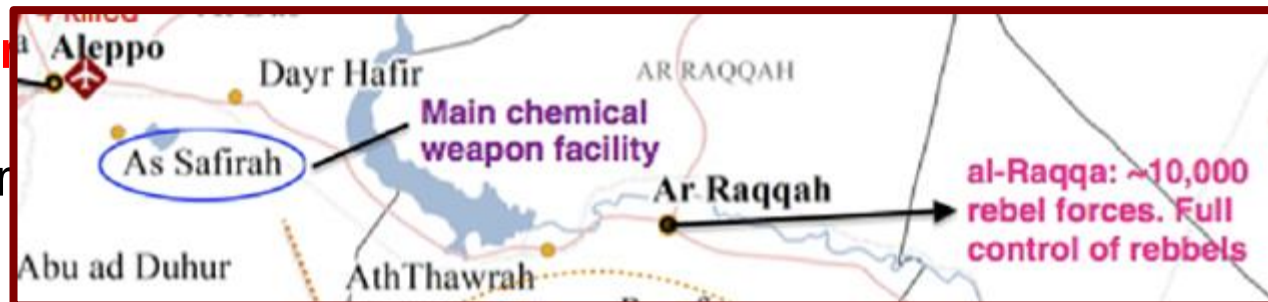 killed
Aleppo
Dayr Hafir
AR RAQQAH
Main chemical
weapon facility
As Safirah
Ar Raqqah
al-Raqqa: ~10,000
rebel forces. Full
control of rebbels
Abu ad Duhur
AthThawrah